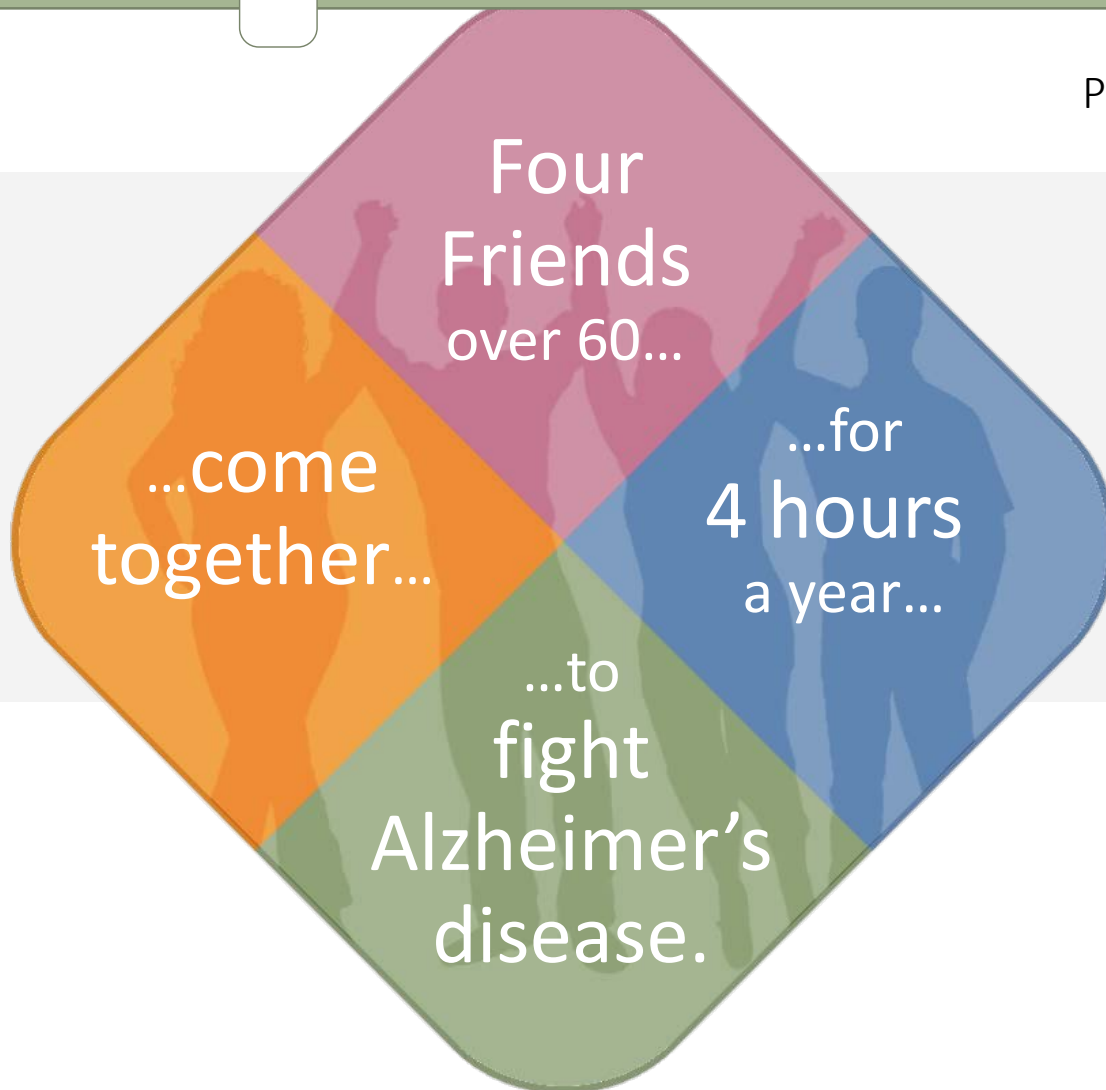 P
Four
Friends
over 60...
...come
together...
...for
4 hours
a year...
...to
fight
Alzheimer’s
disease.